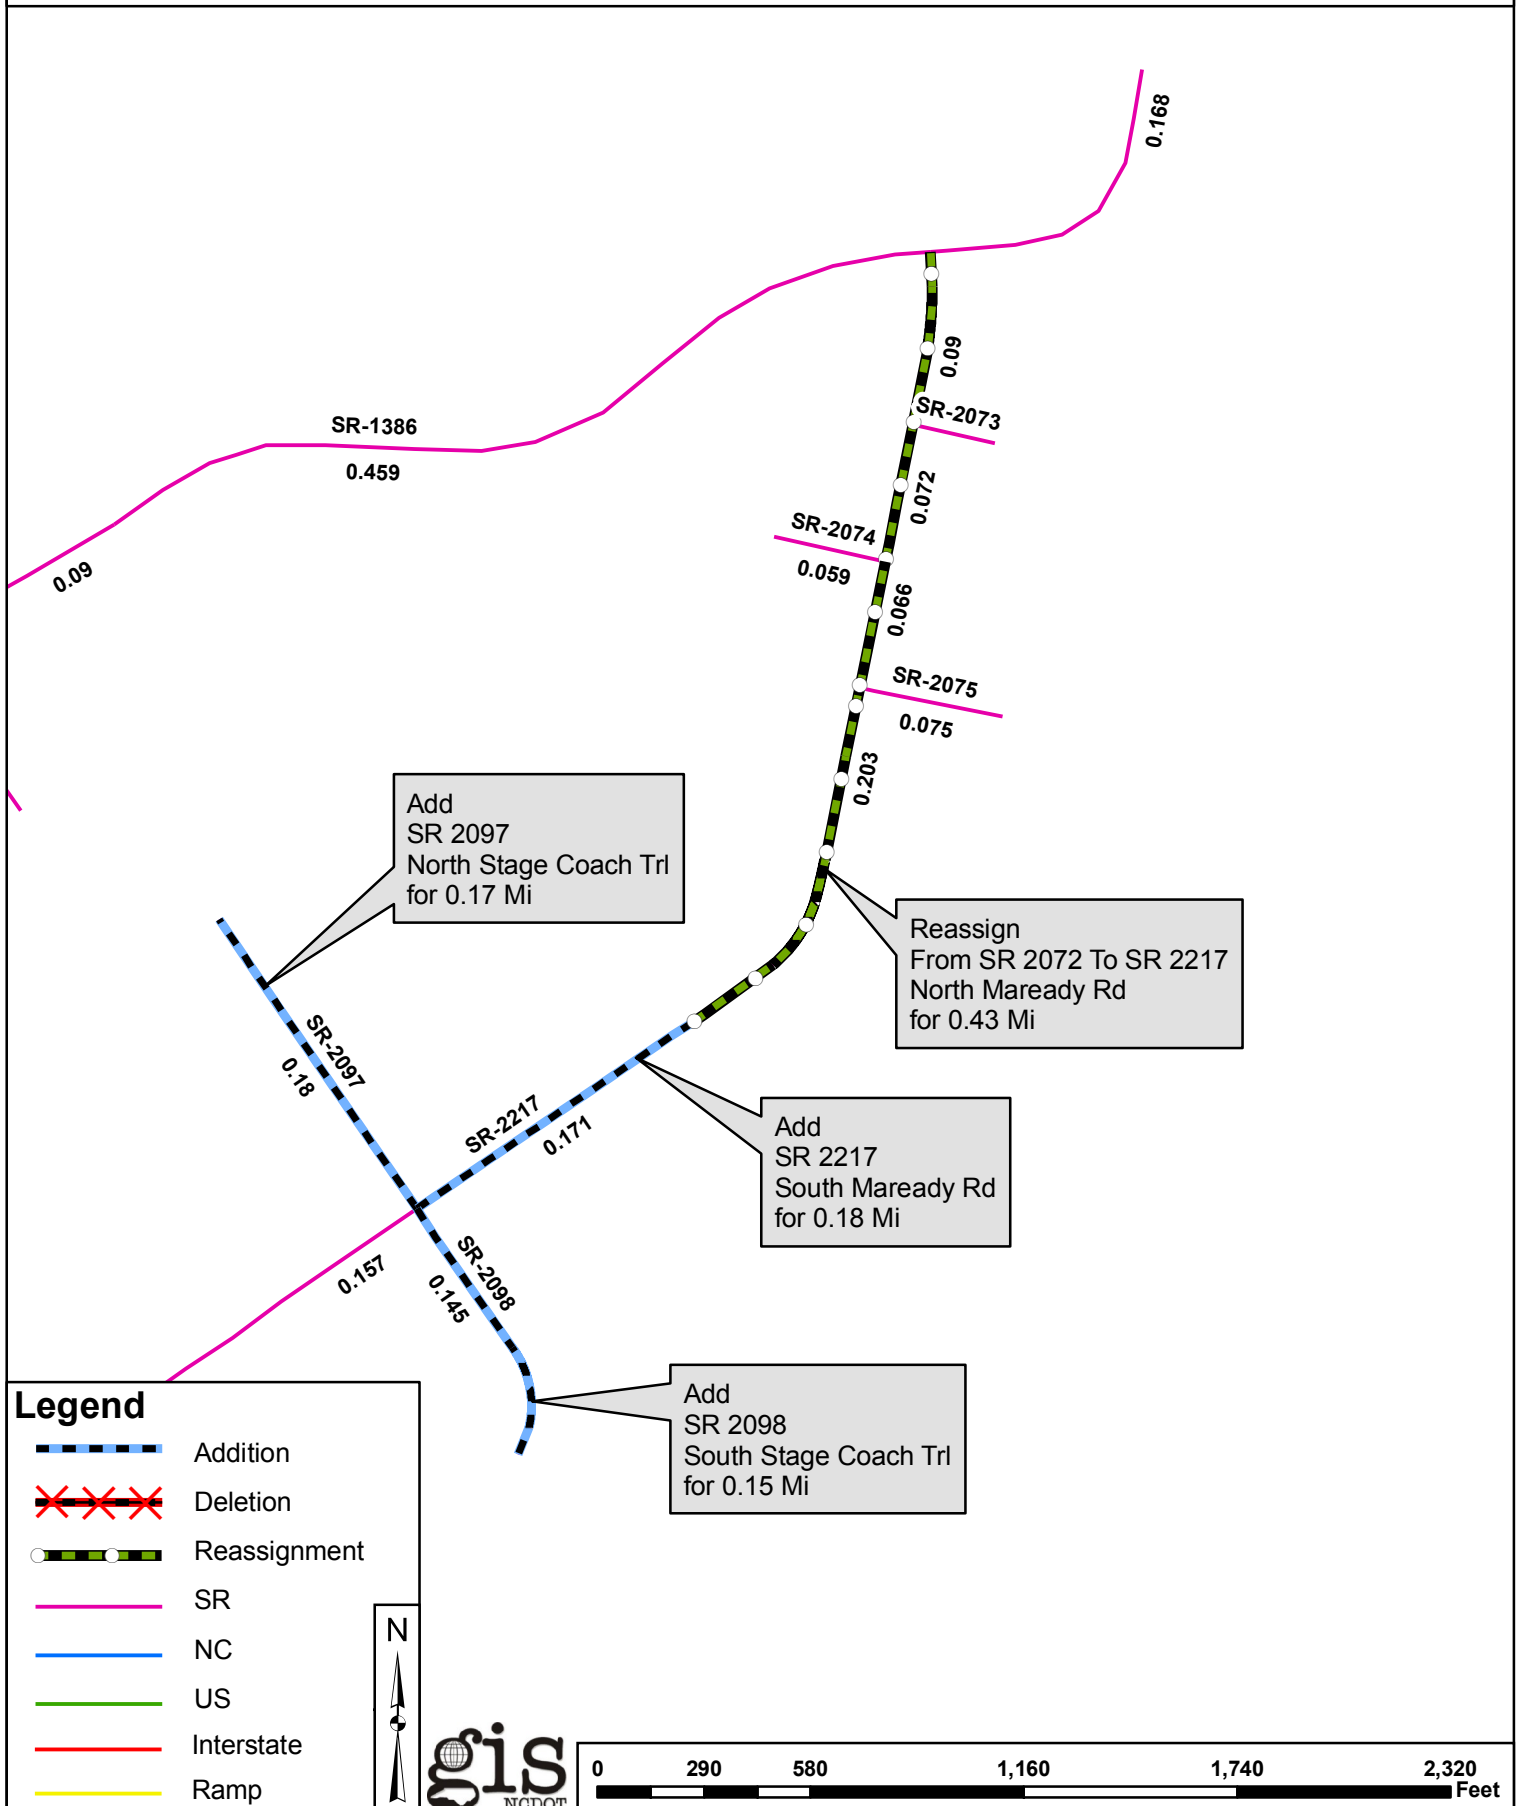 0.168
0.09
SR-2073
SR-1386
0.459
0.072
SR-2074
0.059
0.09
0.066
SR-2075
0.075
0.203
Add
SR 2097
North Stage Coach Trl
for 0.17 Mi
Reassign
From SR 2072 To SR 2217
North Maready Rd
for 0.43 Mi
SR-2097
0.18
SR-2217
0.171
Add
SR 2217
South Maready Rd
for 0.18 Mi
0.157
SR-2098
0.145
Add
SR 2098
South Stage Coach Trl
for 0.15 Mi
Legend
Addition
Deletion
Reassignment
SR
NC
US
Interstate
Ramp
N
gis
NCDOT
0 290 580 1,160 1,740 2,320
Feet